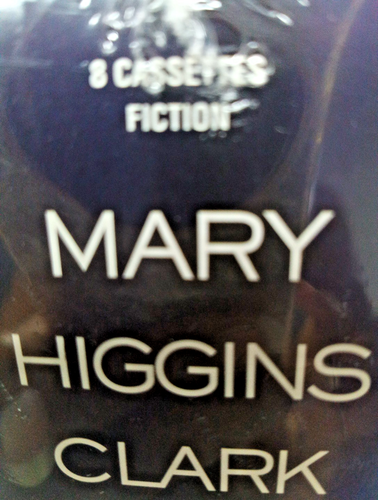 8 CASSETTES
FICTION
MARY
HIGGINS
CLARK